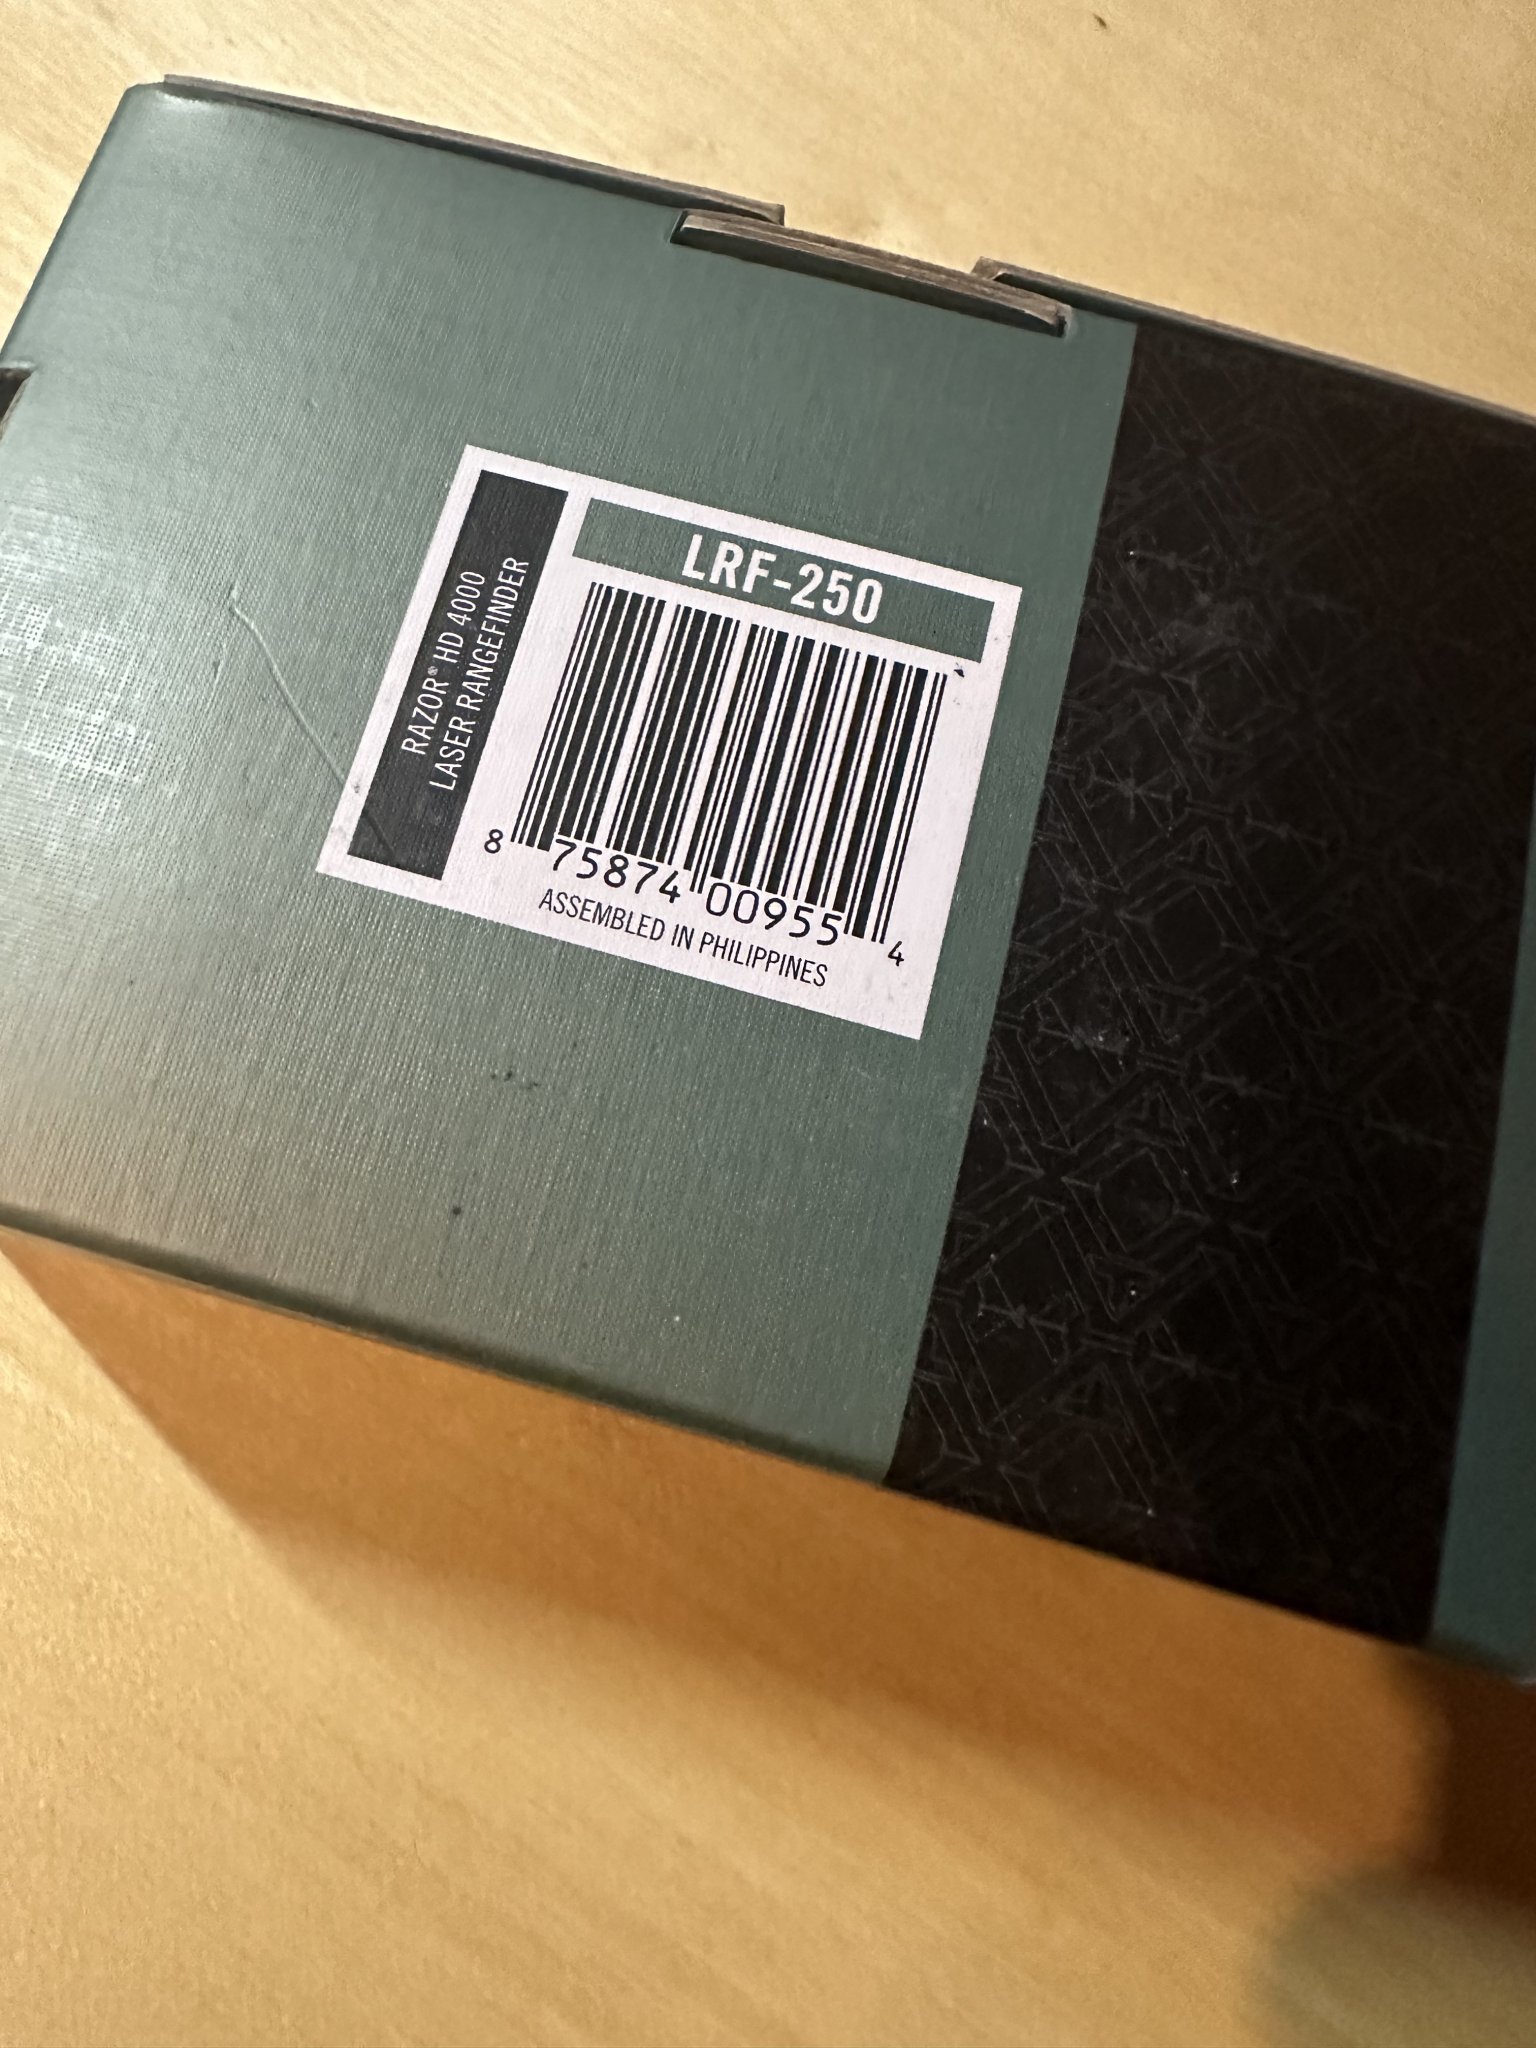 LRF-250
RAZOR® HD 4000
LASER RANGEFINDER
8 75874 00955 4
ASSEMBLED IN PHILIPPINES